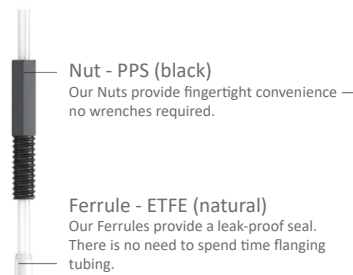 Nut - PPS (black)
Our Nuts provide fingertight convenience —
no wrenches required.
Ferrule - ETFE (natural)
Our Ferrules provide a leak-proof seal.
There is no need to spend time flanging
tubing.